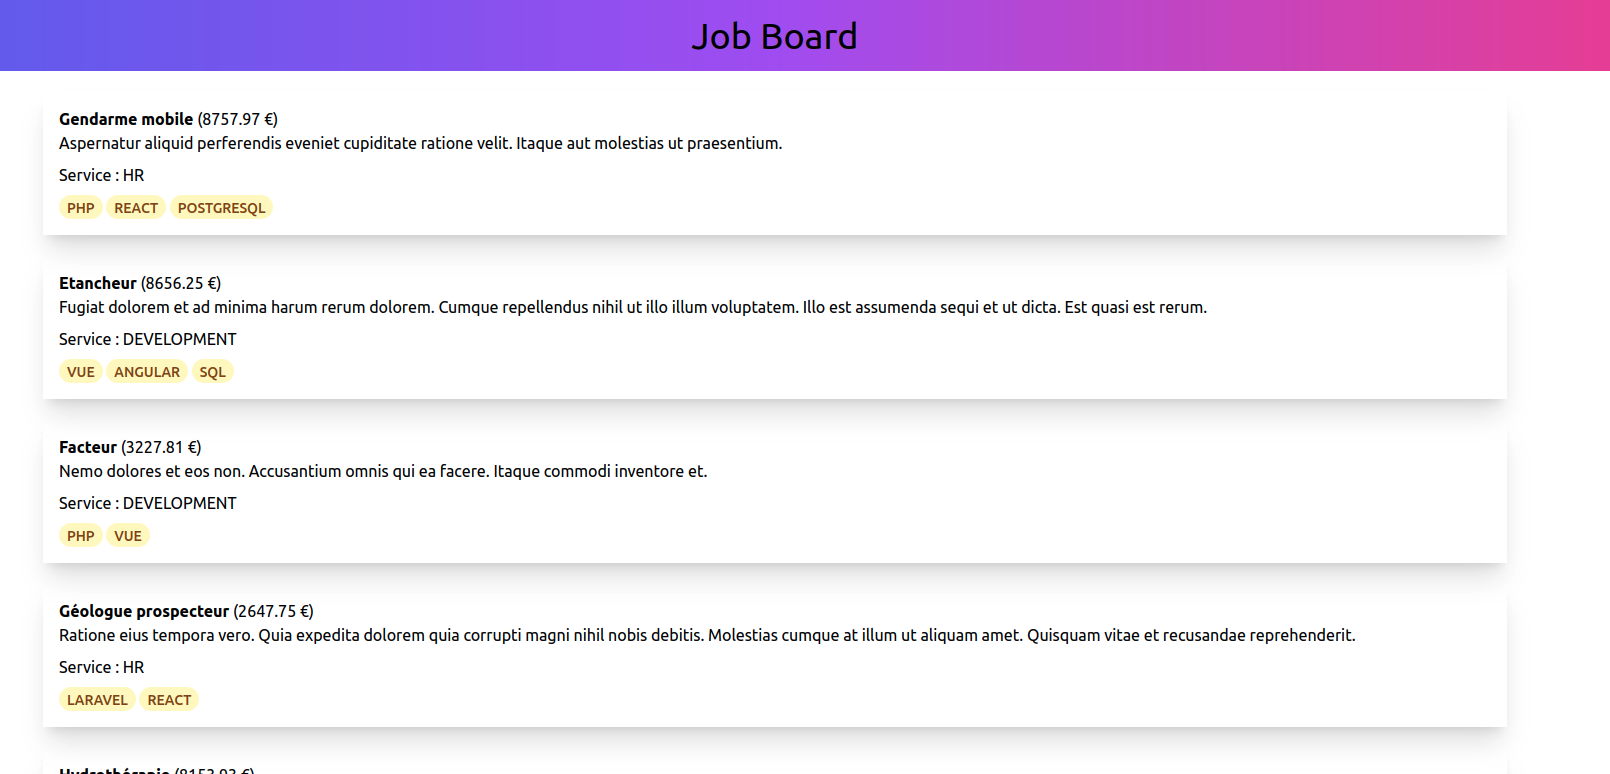 Job Board
Gendarme mobile (8757.97 €)
Aspernatur aliquid perferendis eveniet cupiditate ratione velit. Itaque aut molestias ut praesentium.
Service : HR
PHP REACT POSTGRESQL
Etancheur (8656.25 €)
Fugiat dolorem et ad minima harum rerum dolorem. Cumque repellendus nihil ut illo illum voluptatem. Illo est assumenda sequi et ut dicta. Est quasi est rerum.
Service : DEVELOPMENT
VUE ANGULAR SQL
Facteur (3227.81 €)
Nemo dolores et eos non. Accusantium omnis qui ea facere. Itaque commodi inventore et.
Service : DEVELOPMENT
PHP VUE
Géologue prospecteur (2647.75 €)
Ratione eius tempora vero. Quia expedita dolorem quia corrupti magni nihil nobis debitis. Molestias cumque at illum ut aliquam amet. Quisquam vitae et recusandae reprehenderit.
Service : HR
LARAVEL REACT
Hydrothérapie (8153.93 €)